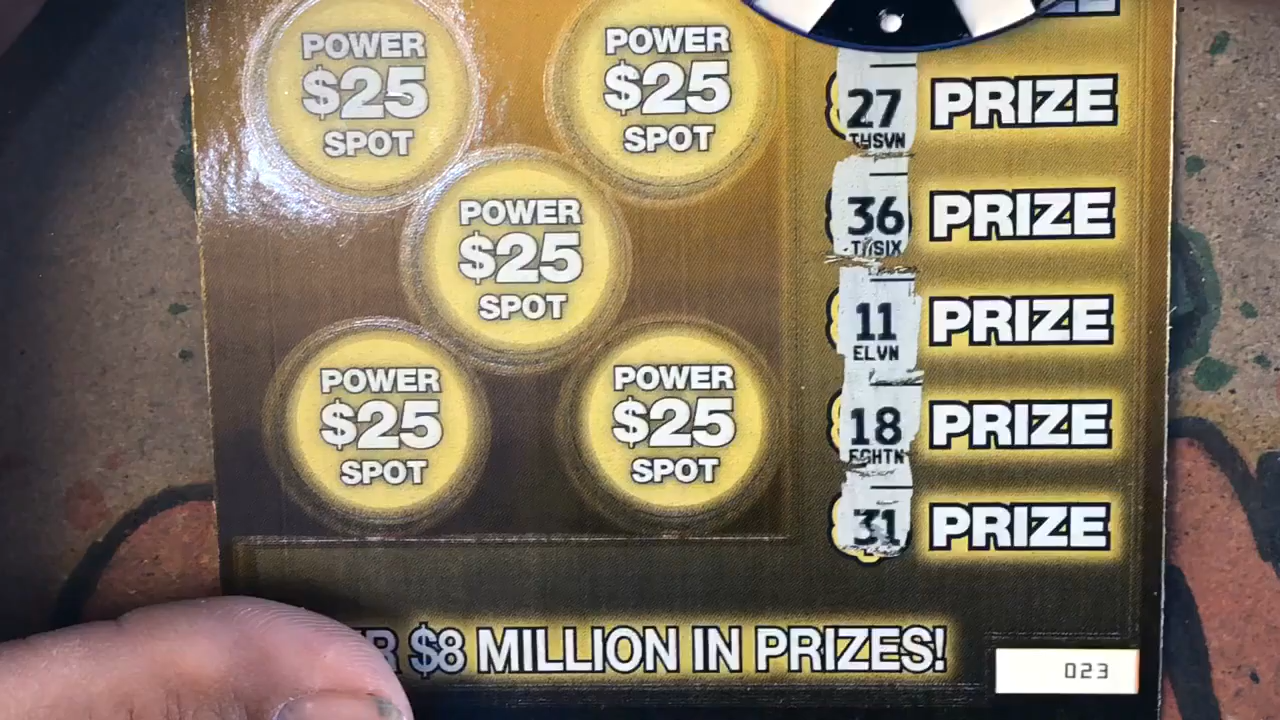 POWER
$25
SPOT
POWER
$25
SPOT
POWER
$25
SPOT
POWER
$25
SPOT
POWER
$25
SPOT
27
THSVN
PRIZE
36
THSIX
PRIZE
11
ELVN
PRIZE
18
EGHTN
PRIZE
31
PRIZE
$8 MILLION IN PRIZES!
023